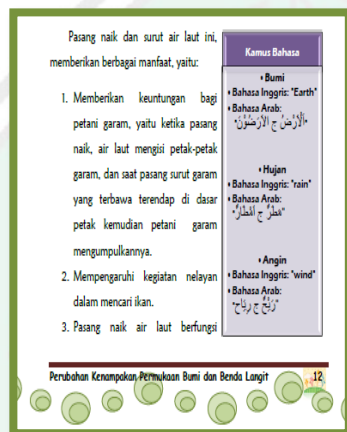 Pasang naik dan surut air laut ini,
memberikan berbagai manfaat, yaitu:
1. Memberikan keuntungan bagi
petani garam, yaitu ketika pasang
naik, air laut mengisi petak-petak
garam, dan saat pasang surut garam
yang terbawa terendap di dasar
petak kemudian petani garam
mengumpulkannya.
2. Mempengaruhi kegiatan nelayan
dalam mencari ikan.
3. Pasang naik air laut berfungsi
Kamus Bahasa
• Bumi
• Bahasa Inggris: "Earth"
• Bahasa Arab:
"اَلْأَرْضُ ج الأَرَضُوْنَ"
• Hujan
• Bahasa Inggris: "rain"
• Bahasa Arab:
"مَطَرٌ ج أَمْطَارٌ"
• Angin
• Bahasa Inggris: "wind"
• Bahasa Arab:
"رِيْحٌ ج رِيَاح"
Perubahan Kenampakan Permukaan Bumi dan Benda Langit 12